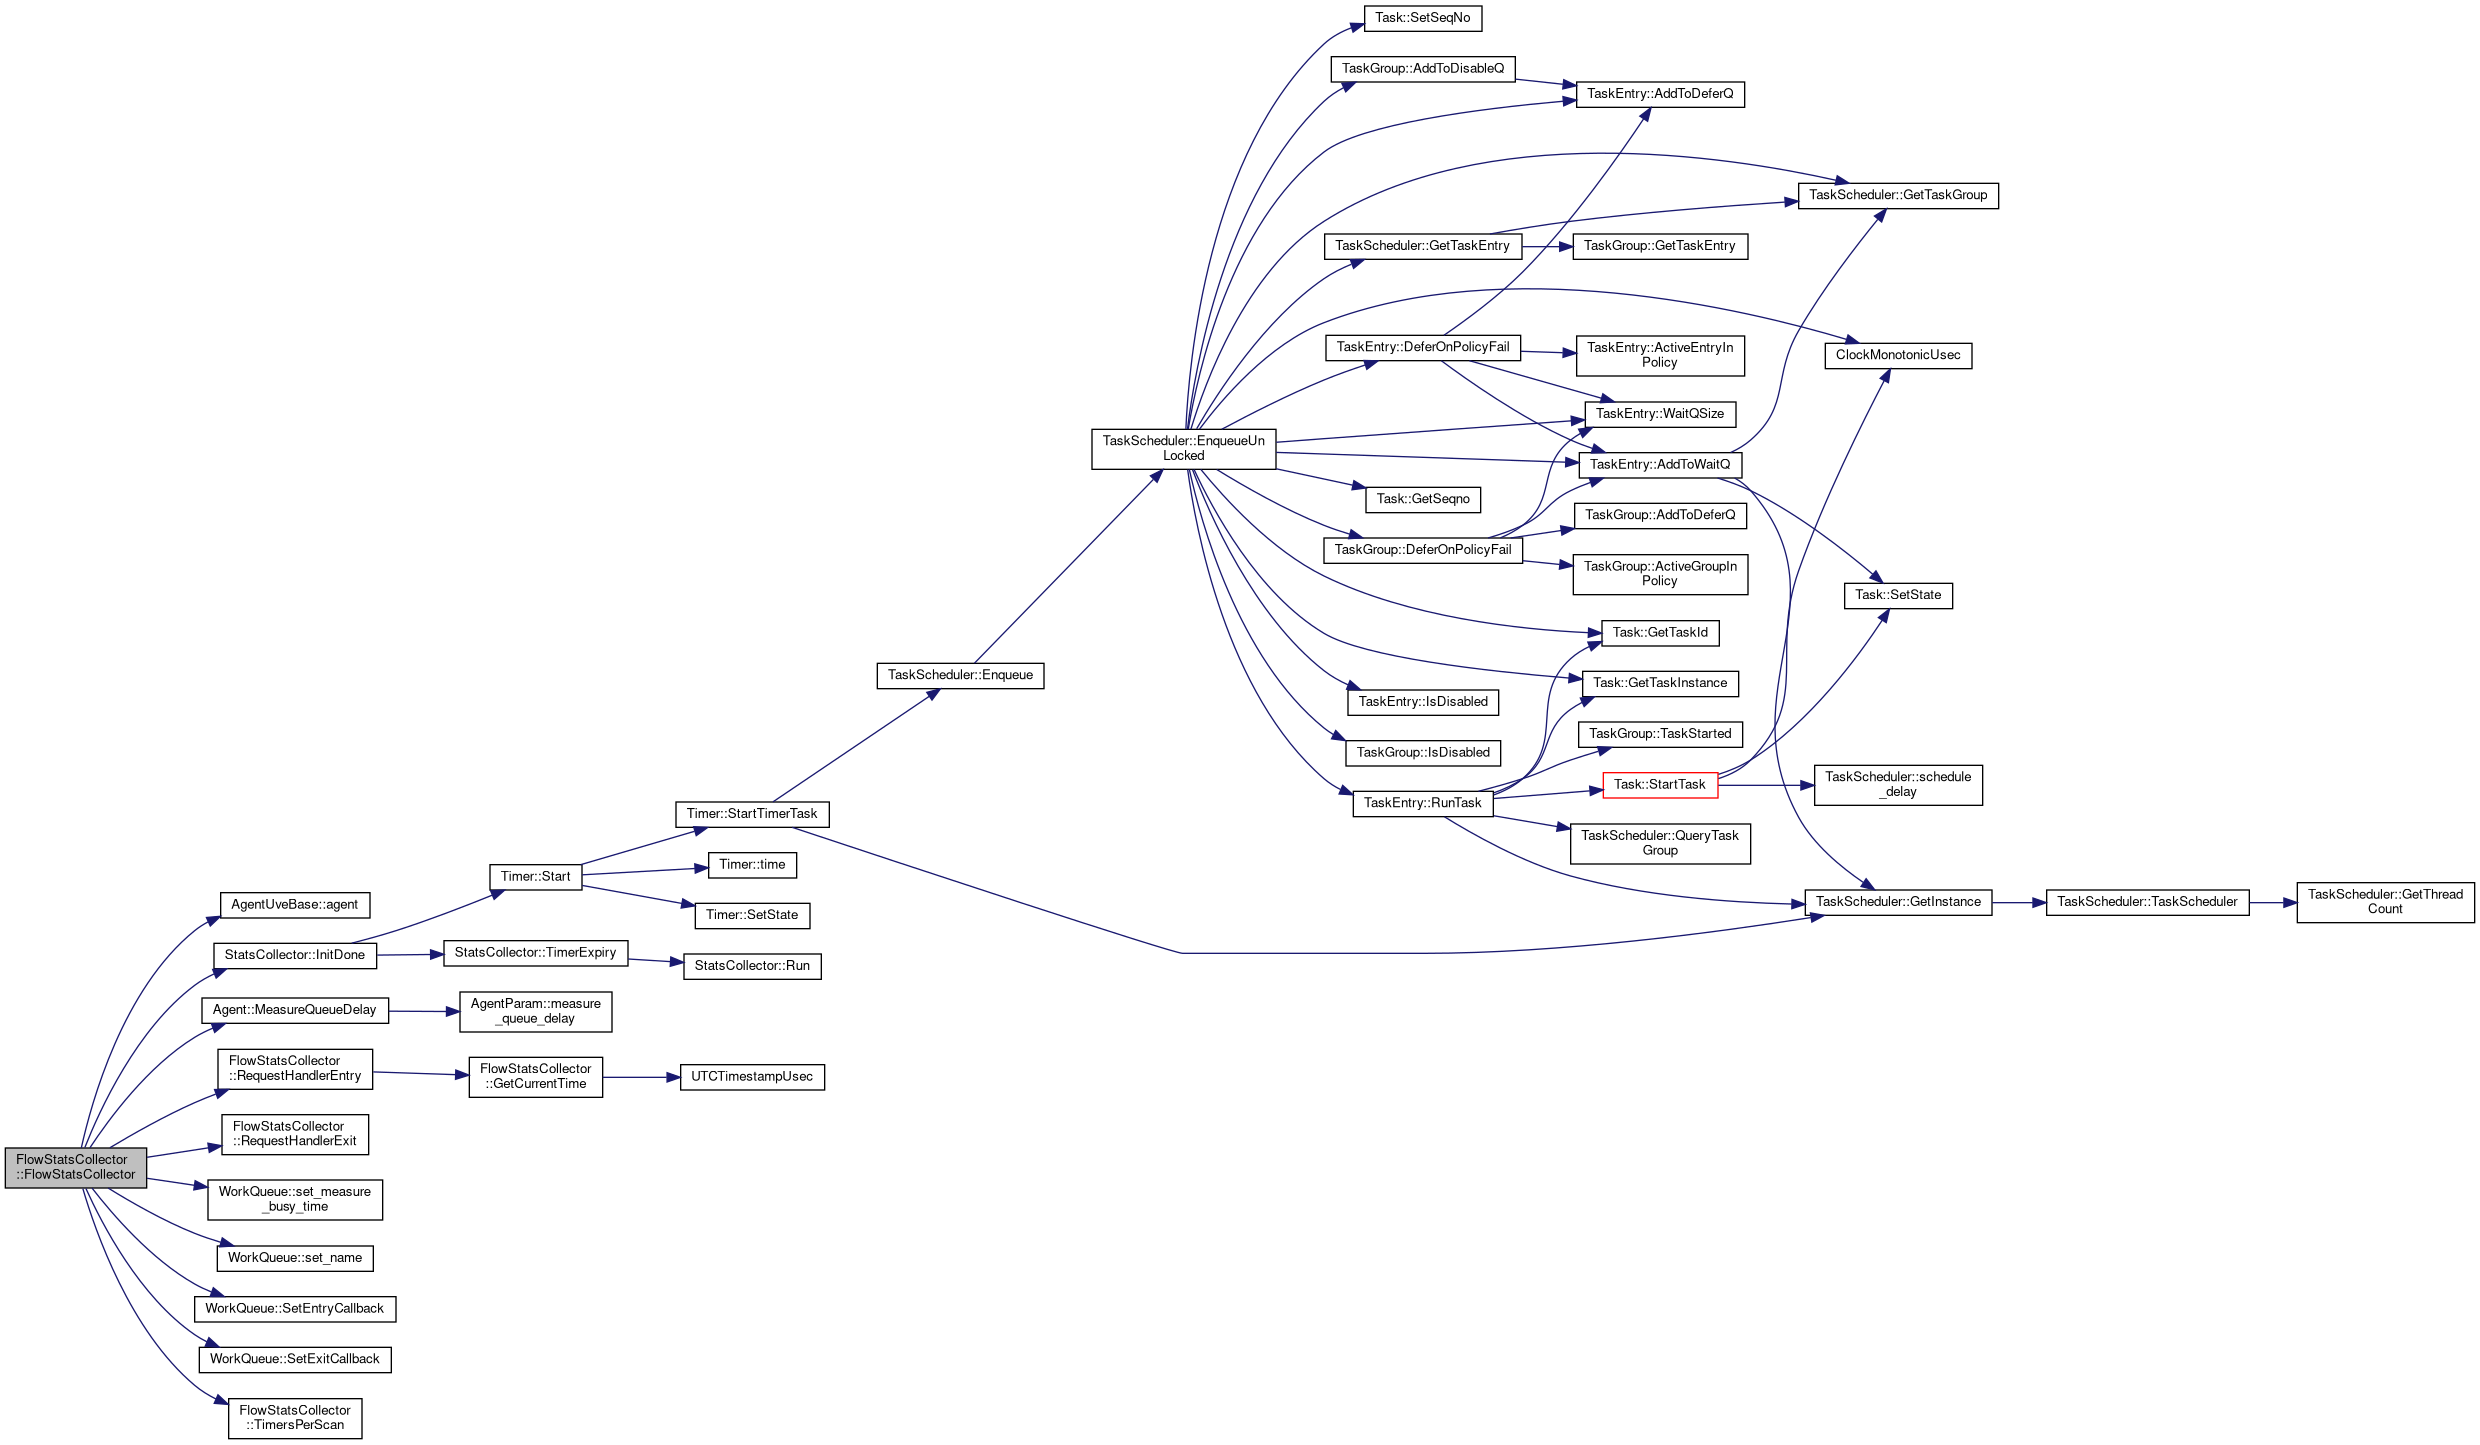 Task::SetSeqNo
TaskGroup::AddToDisableQ
TaskEntry::AddToDeferQ
TaskScheduler::GetTaskGroup
TaskScheduler::GetTaskEntry
TaskGroup::GetTaskEntry
TaskEntry::DeferOnPolicyFail
TaskEntry::ActiveEntryIn
Policy
ClockMonotonicUsec
TaskEntry::WaitQSize
TaskScheduler::EnqueueUn
Locked
TaskEntry::AddToWaitQ
Task::GetSeqno
TaskGroup::AddToDeferQ
TaskGroup::DeferOnPolicyFail
TaskGroup::ActiveGroupIn
Policy
Task::SetState
Task::GetTaskId
TaskScheduler::Enqueue
Task::GetTaskInstance
TaskEntry::IsDisabled
TaskGroup::TaskStarted
TaskGroup::IsDisabled
Task::StartTask
TaskScheduler::schedule
_delay
TaskEntry::RunTask
Timer::StartTimerTask
TaskScheduler::QueryTask
Group
Timer::time
Timer::Start
Timer::SetState
AgentUveBase::agent
TaskScheduler::GetInstance
TaskScheduler::TaskScheduler
TaskScheduler::GetThread
Count
StatsCollector::InitDone
StatsCollector::TimerExpiry
StatsCollector::Run
Agent::MeasureQueueDelay
AgentParam::measure
_queue_delay
FlowStatsCollector
::RequestHandlerEntry
FlowStatsCollector
::GetCurrentTime
UTCTimestampUsec
FlowStatsCollector
::RequestHandlerExit
FlowStatsCollector
::FlowStatsCollector
WorkQueue::set_measure
_busy_time
WorkQueue::set_name
WorkQueue::SetEntryCallback
WorkQueue::SetExitCallback
FlowStatsCollector
::TimersPerScan